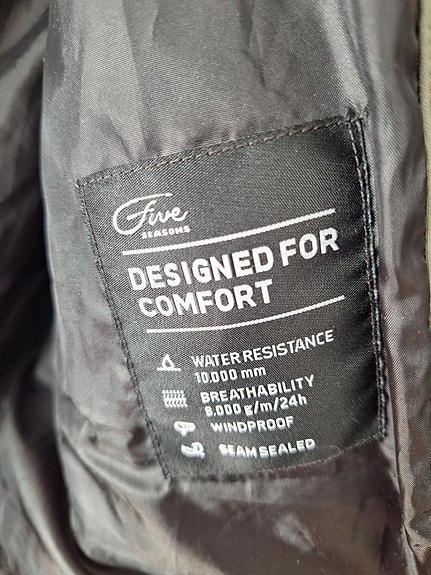 Five
SEASONS
DESIGNED FOR
COMFORT
WATER RESISTANCE
10.000 mm
BREATHABILITY
8.000 g/m/24h
WINDPROOF
SEAM SEALED